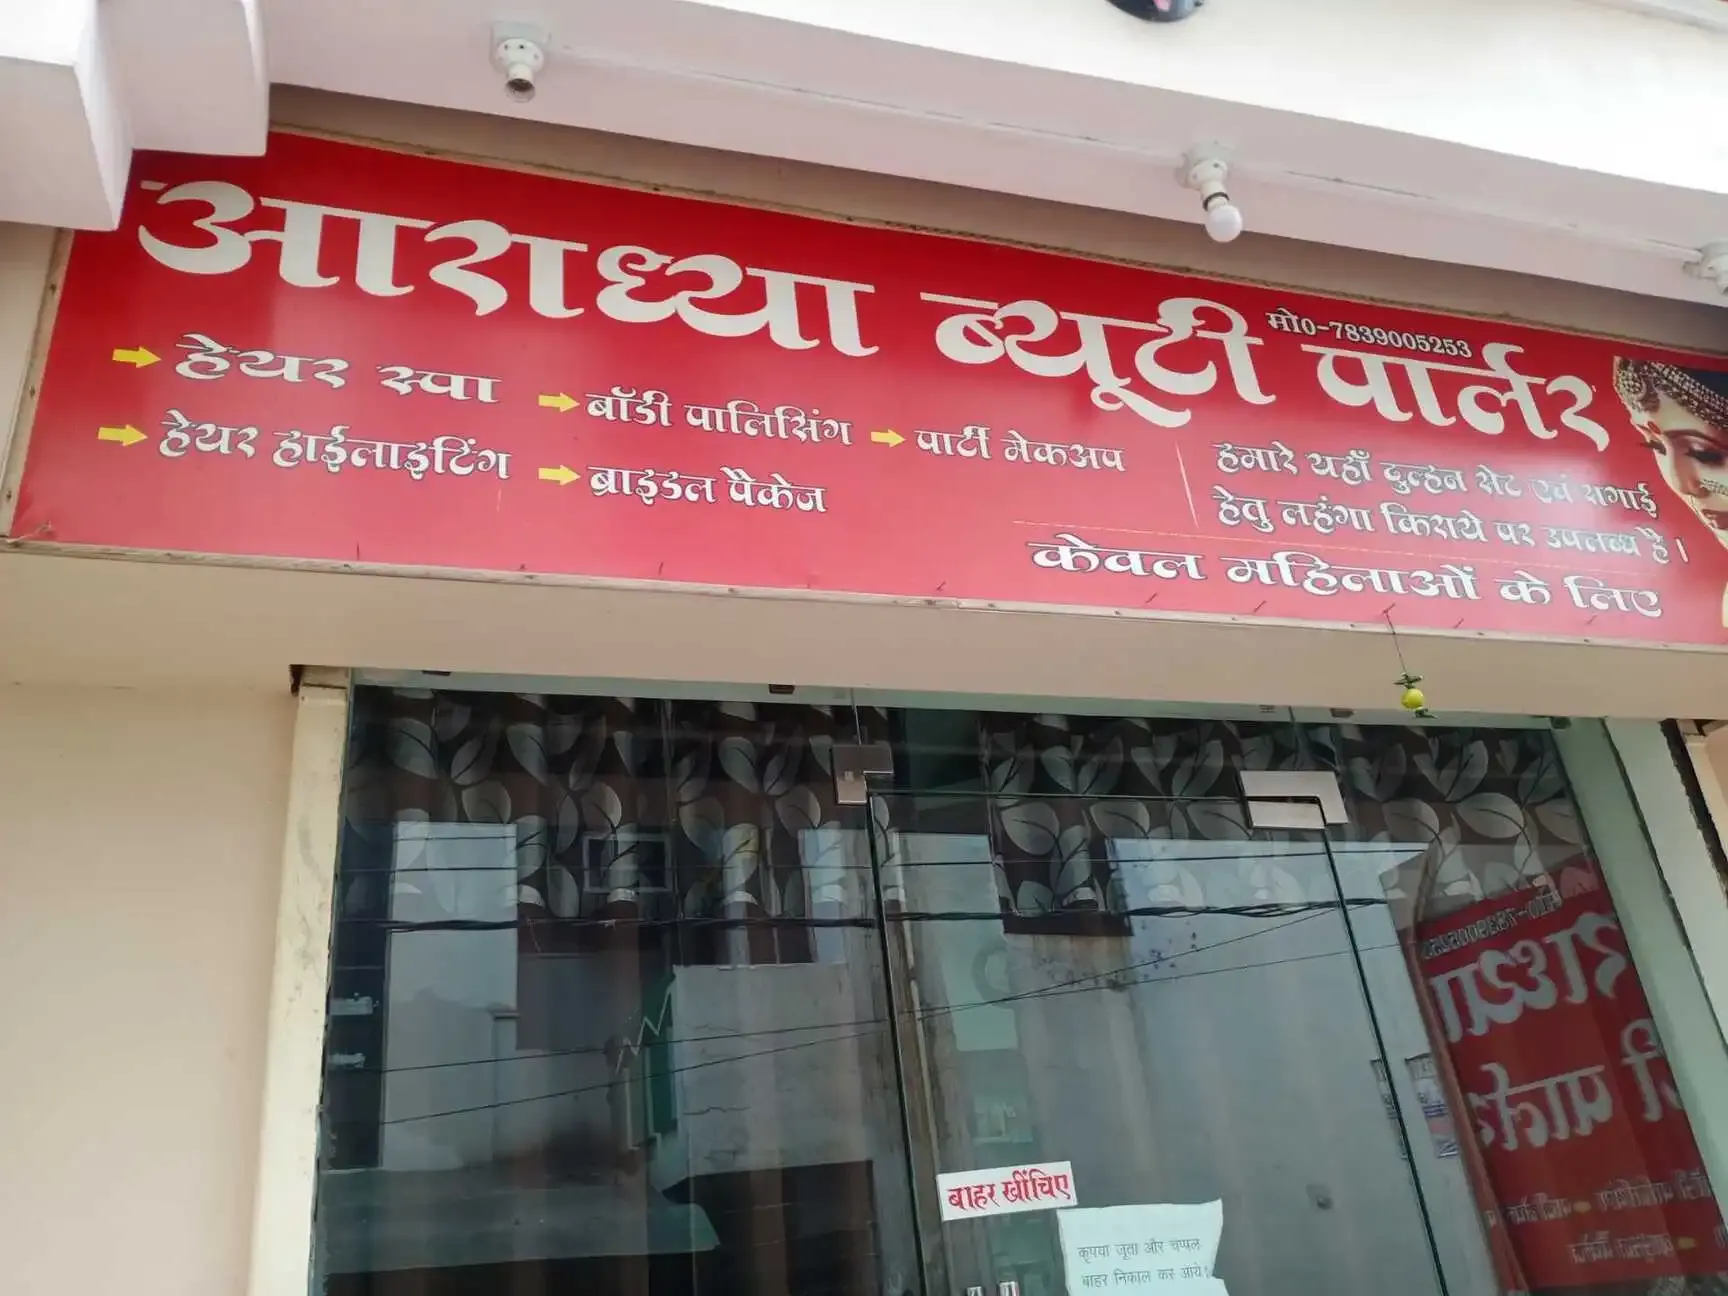 आराध्या ब्यूटी पार्लर
मो0-7839005253
हेयर स्पा
बॉडी पालिसिंग
पार्टी मेकअप
हेयर हाईलाइटिंग
ब्राइडल पैकेज
हमारे यहाँ दुल्हन सेट एवं सगाई
हेतु लहंगा किराये पर उपलब्ध है।
केवल महिलाओं के लिए
बाहर खींचिए
कृपया जूता और चप्पल
बाहर निकाल कर आये।